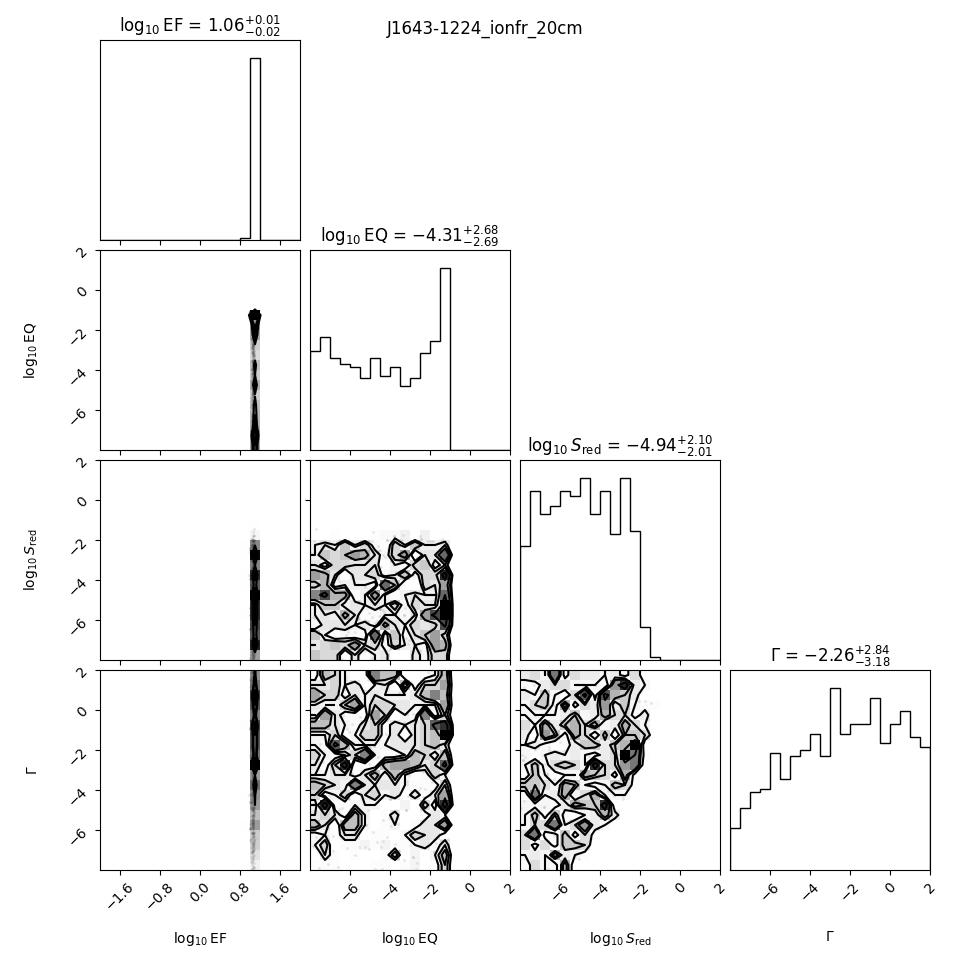 J1643-1224_ionfr_20cm
log₁₀ EF = 1.06⁺⁰·⁰¹₋₀.₀₂
log₁₀ EQ = −4.31⁺²·⁶⁸₋₂.₆₉
2
0
−2
−4
−6
log₁₀ EQ
log₁₀ S_red = −4.94⁺²·¹⁰₋₂.₀₁
2
0
−2
−4
−6
log₁₀ S_red
Γ = −2.26⁺²·⁸⁴₋₃.₁₈
2
0
−2
−4
−6
Γ
−1.6 −0.8 0.0 0.8 1.6 −6 −4 −2 0 2 −6 −4 −2 0 2 −6 −4 −2 0 2
log₁₀ EF log₁₀ EQ log₁₀ S_red Γ